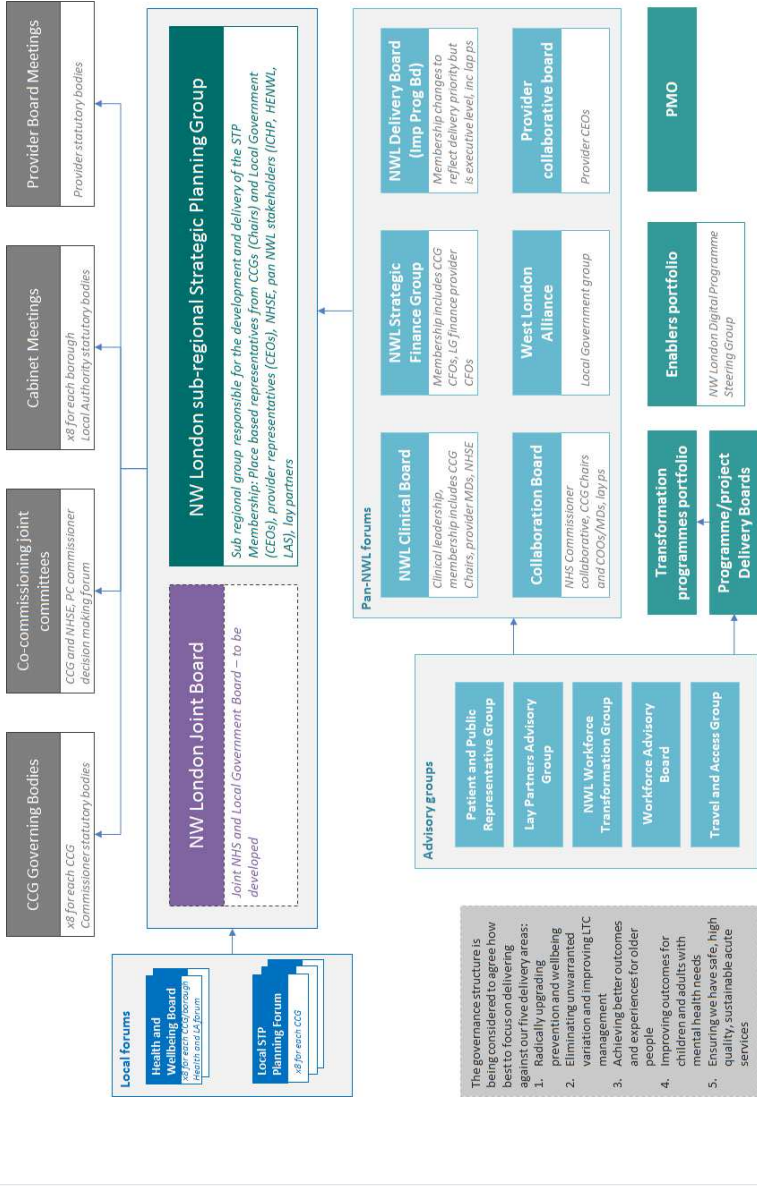 CCG Governing Bodies
x8 for each CCG
Commissioner statutory bodies
Co-commissioning joint
committees
CCG and NHSE, PC commissioner
decision making forum
Cabinet Meetings
x8 for each borough
Local Authority statutory bodies
Provider Board Meetings
Provider statutory bodies
Local forums
Health and
Wellbeing Board
x8 for each CCG/borough
Health and LA forum
Local STP
Planning Forum
x8 for each CCG
NW London Joint Board
Joint NHS and Local Government Board – to be
developed
NW London sub-regional Strategic Planning Group
Sub regional group responsible for the development and delivery of the STP
Membership: Place based representatives from CCGs (Chairs) and Local Government
(CEOs), provider representatives (CEOs), NHSE, pan NWL stakeholders (ICHP, HENWL,
LAS), lay partners
Pan-NWL forums
NWL Clinical Board
Clinical leadership,
membership includes CCG
Chairs, provider MDs, NHSE
NWL Strategic
Finance Group
Membership includes CCG
CFOs, LG finance provider
CFOs
NWL Delivery Board
(Imp Prog Bd)
Membership changes to
reflect delivery priority but
is executive level, inc lap ps
Collaboration Board
NHS Commissioner
collaborative, CCG Chairs
and COOs/MDs, lay ps
West London
Alliance
Local Government group
Provider
collaborative board
Provider CEOs
Advisory groups
Patient and Public
Representative Group
Lay Partners Advisory
Group
NWL Workforce
Transformation Group
Workforce Advisory
Board
Travel and Access Group
Transformation
programmes portfolio
Programme/project
Delivery Boards
Enablers portfolio
NW London Digital Programme
Steering Group
PMO
The governance structure is
being considered to agree how
best to focus on delivering
against our five delivery areas:
1. Radically upgrading
prevention and wellbeing
2. Eliminating unwarranted
variation and improving LTC
management
3. Achieving better outcomes
and experiences for older
people
4. Improving outcomes for
children and adults with
mental health needs
5. Ensuring we have safe, high
quality, sustainable acute
services